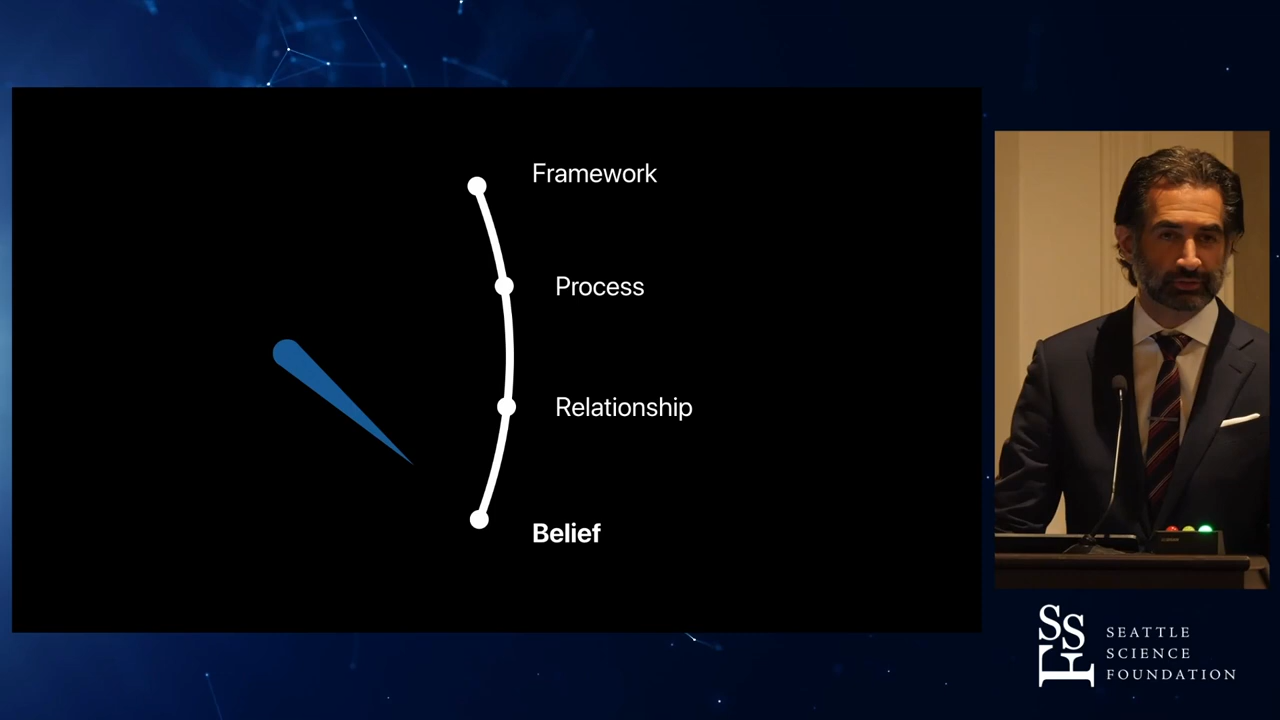 Framework
Process
Relationship
Belief
SSF
SEATTLE
SCIENCE
FOUNDATION